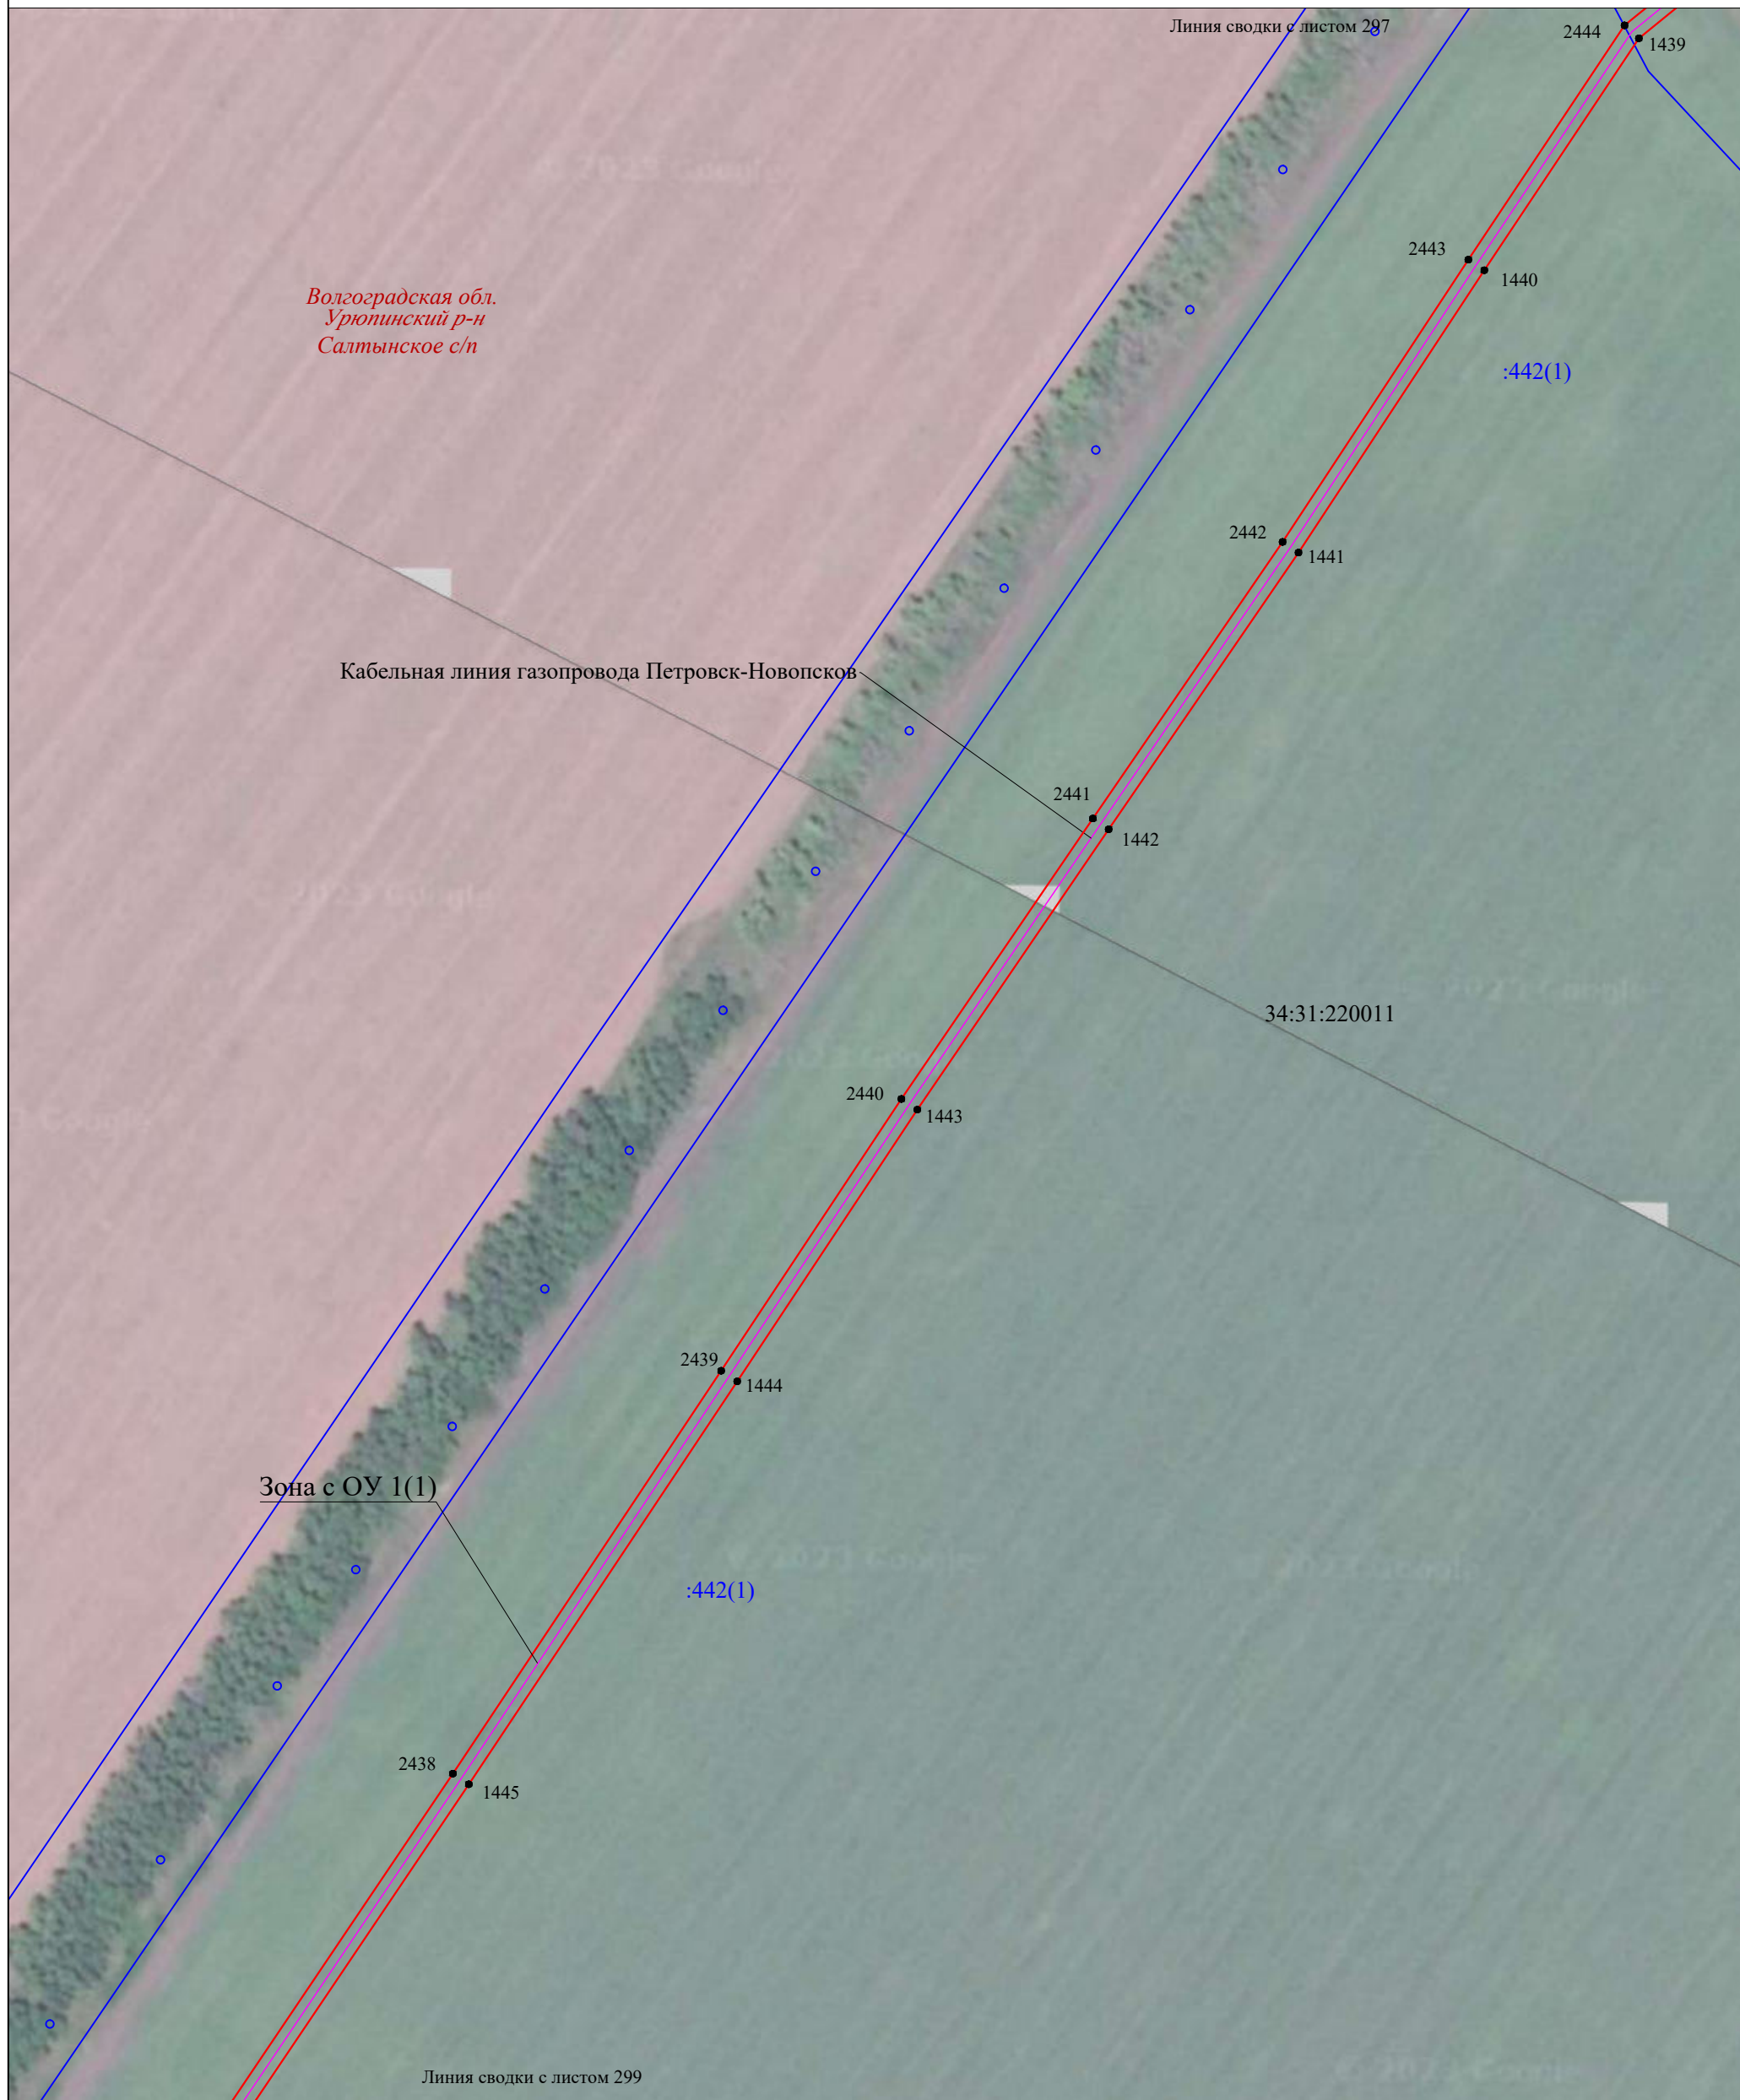 Линия сводки с листом 297
2444
1439
2443
1440
Волгоградская обл.
Урюпинский р-н
Салтынское с/п
:442(1)
2442
1441
Кабельная линия газопровода Петровск-Новопсков
2441
1442
34:31:220011
2440
1443
2439
1444
Зона с ОУ 1(1)
:442(1)
2438
1445
Линия сводки с листом 299